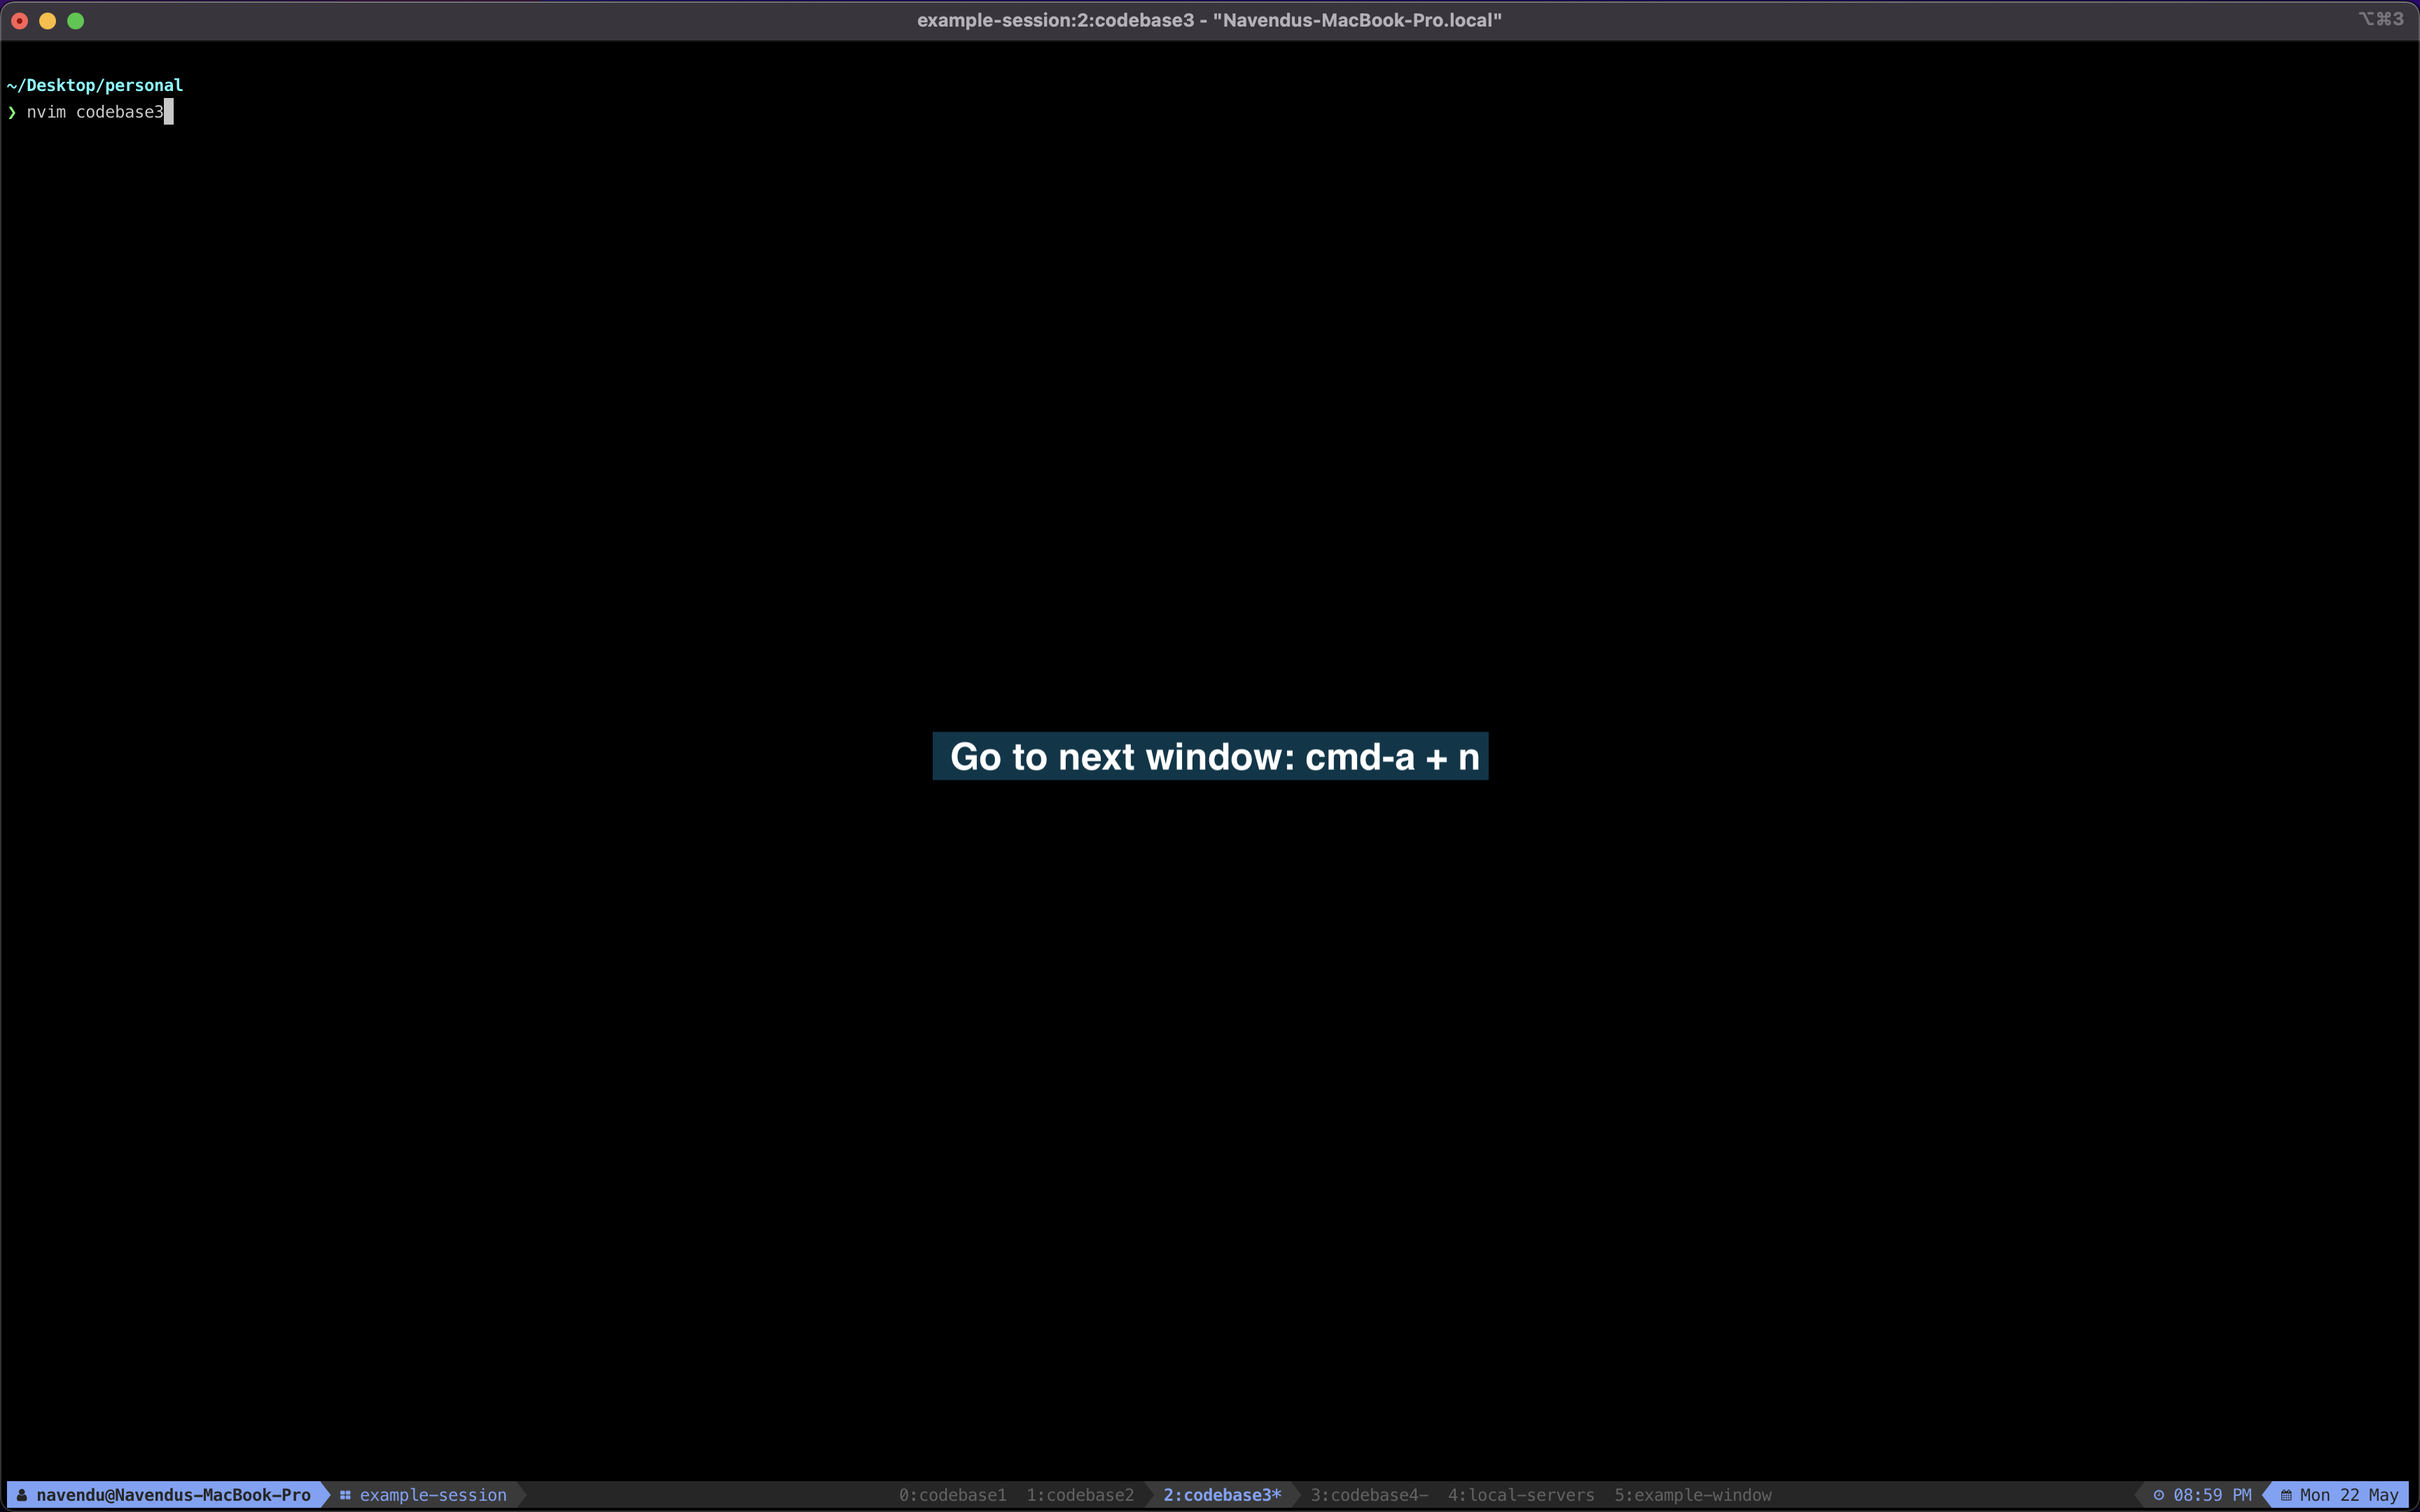 example-session:2:codebase3 - "Navendus-MacBook-Pro.local"
⌥⌘3
~/Desktop/personal
❯ nvim codebase3
Go to next window: cmd-a + n
navendu@Navendus-MacBook-Pro example-session 0:codebase1 1:codebase2 2:codebase3* 3:codebase4- 4:local-servers 5:example-window 08:59 PM Mon 22 May